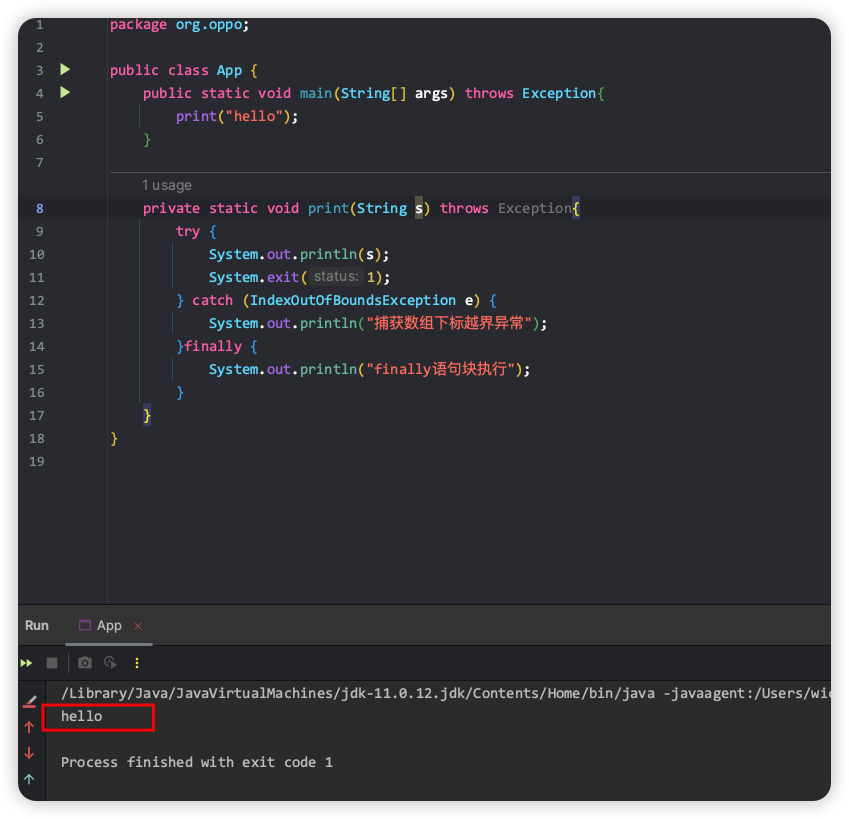 1 package org.oppo;
2
3 public class App {
4 public static void main(String[] args) throws Exception{
5 print("hello");
6 }
7
1 usage
8 private static void print(String s) throws Exception{
9 try {
10 System.out.println(s);
11 System.exit( status: 1);
12 } catch (IndexOutOfBoundsException e) {
13 System.out.println("捕获数组下标越界异常");
14 }finally {
15 System.out.println("finally语句块执行");
16 }
17 }
18 }
19
Run App
/Library/Java/JavaVirtualMachines/jdk-11.0.12.jdk/Contents/Home/bin/java -javaagent:/Users/wi
hello
Process finished with exit code 1